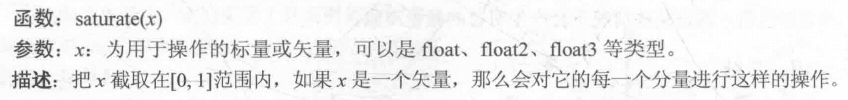 函数：saturate(x)
参数：x：为用于操作的标量或矢量，可以是 float、float2、float3 等类型。
描述：把 x 截取在[0, 1]范围内，如果 x 是一个矢量，那么会对它的每一个分量进行这样的操作。